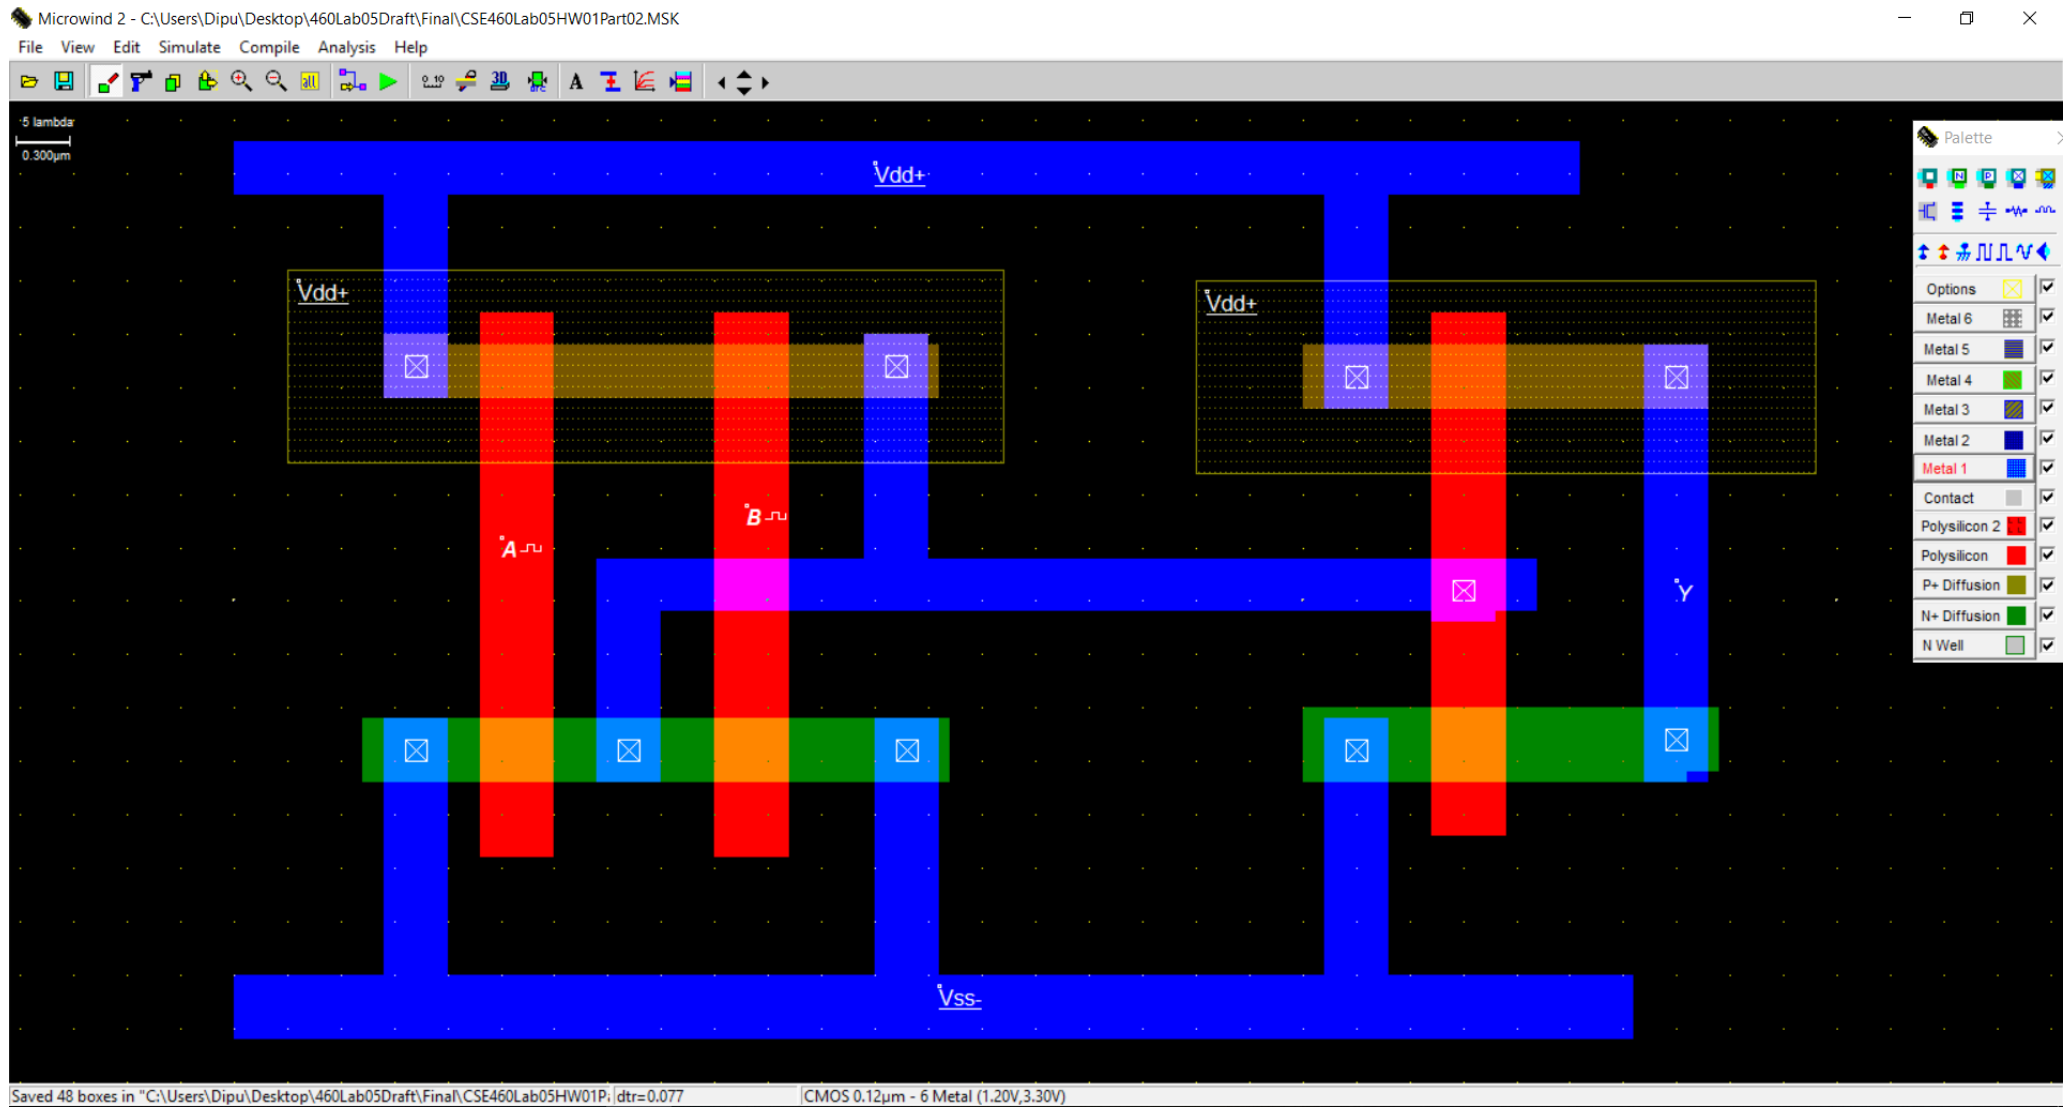 Microwind 2 - C:\Users\Dipu\Desktop\460Lab05Draft\Final\CSE460Lab05HW01Part02.MSK
File View Edit Simulate Compile Analysis Help
5 lambda
0.300µm
Vdd+
Vdd+
Vdd+
B
A
Y
Vss-
Palette
Options
Metal 6
Metal 5
Metal 4
Metal 3
Metal 2
Metal 1
Contact
Polysilicon 2
Polysilicon
P+ Diffusion
N+ Diffusion
N Well
Saved 48 boxes in "C:\Users\Dipu\Desktop\460Lab05Draft\Final\CSE460Lab05HW01P dtr=0.077 CMOS 0.12µm - 6 Metal (1.20V,3.30V)